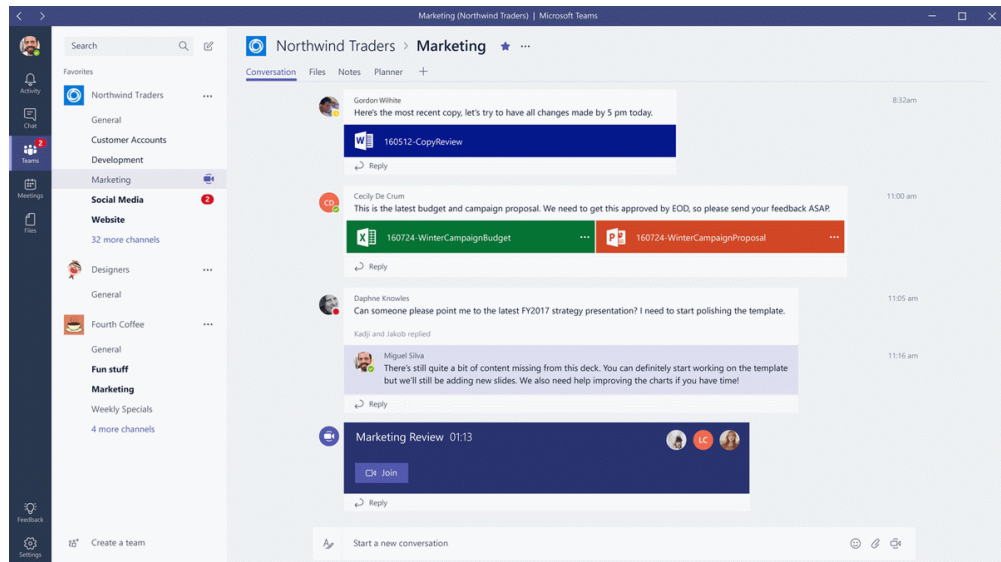 Marketing (Northwind Traders) | Microsoft Teams
Activity
Chat
2
Teams
Meetings
Files
Feedback
Settings
Search
Favorites
Northwind Traders
General
Customer Accounts
Development
Marketing
Social Media 2
Website
32 more channels
Designers
General
Fourth Coffee
General
Fun stuff
Marketing
Weekly Specials
4 more channels
Create a team
Northwind Traders > Marketing
Conversation Files Notes Planner
Gordon Wilhite 8:32am
Here's the most recent copy, let's try to have all changes made by 5 pm today.
160512-CopyReview
Reply
Cecily De Crum 11:00 am
This is the latest budget and campaign proposal. We need to get this approved by EOD, so please send your feedback ASAP.
160724-WinterCampaignBudget 160724-WinterCampaignProposal
Reply
Daphne Knowles 11:05 am
Can someone please point me to the latest FY2017 strategy presentation? I need to start polishing the template.
Kadji and Jakob replied
Miguel Silva 11:16 am
There's still quite a bit of content missing from this deck. You can definitely start working on the template
but we'll still be adding new slides. We also need help improving the charts if you have time!
Reply
Marketing Review 01:13
LC
Join
Reply
Start a new conversation
CD